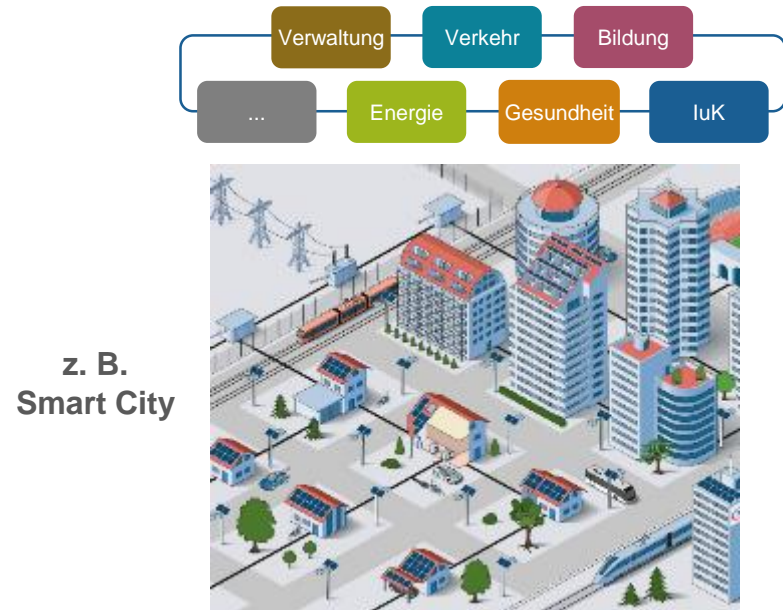 Verwaltung
Verkehr
Bildung
...
Energie
Gesundheit
IuK
z. B.
Smart City